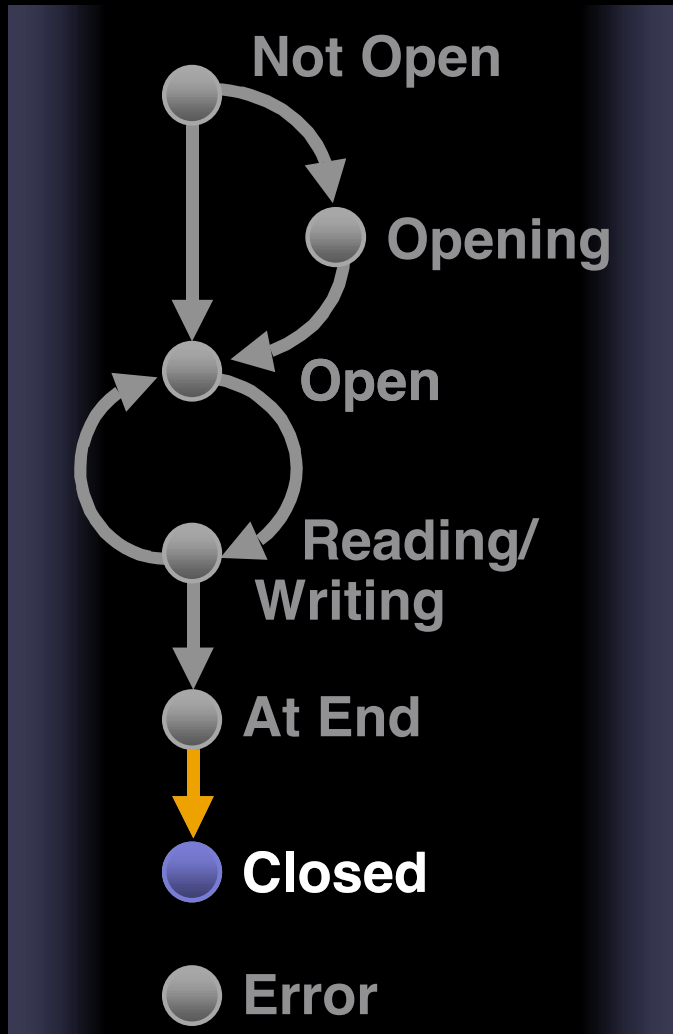 Not Open
Opening
Open
Reading/
Writing
At End
Closed
Error